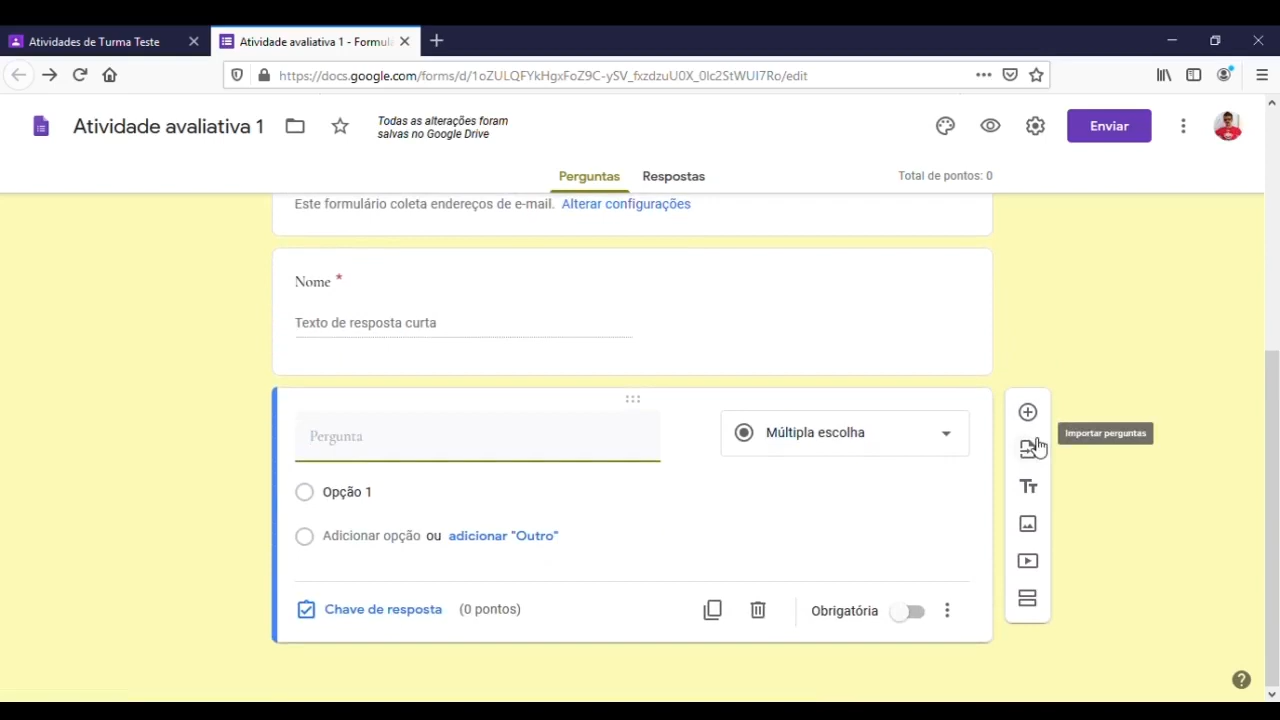 Atividades de Turma Teste
Atividade avaliativa 1 - Formula
https://docs.google.com/forms/d/1oZULQFYkHgxFoZ9C-ySV_fxzdzuU0X_0lc2StWUI7Ro/edit
Atividade avaliativa 1
Todas as alterações foram
salvas no Google Drive
Enviar
Perguntas
Respostas
Total de pontos: 0
Este formulário coleta endereços de e-mail. Alterar configurações
Nome *
Texto de resposta curta
Pergunta
Múltipla escolha
Importar perguntas
Opção 1
Adicionar opção ou adicionar "Outro"
Chave de resposta (0 pontos)
Obrigatória